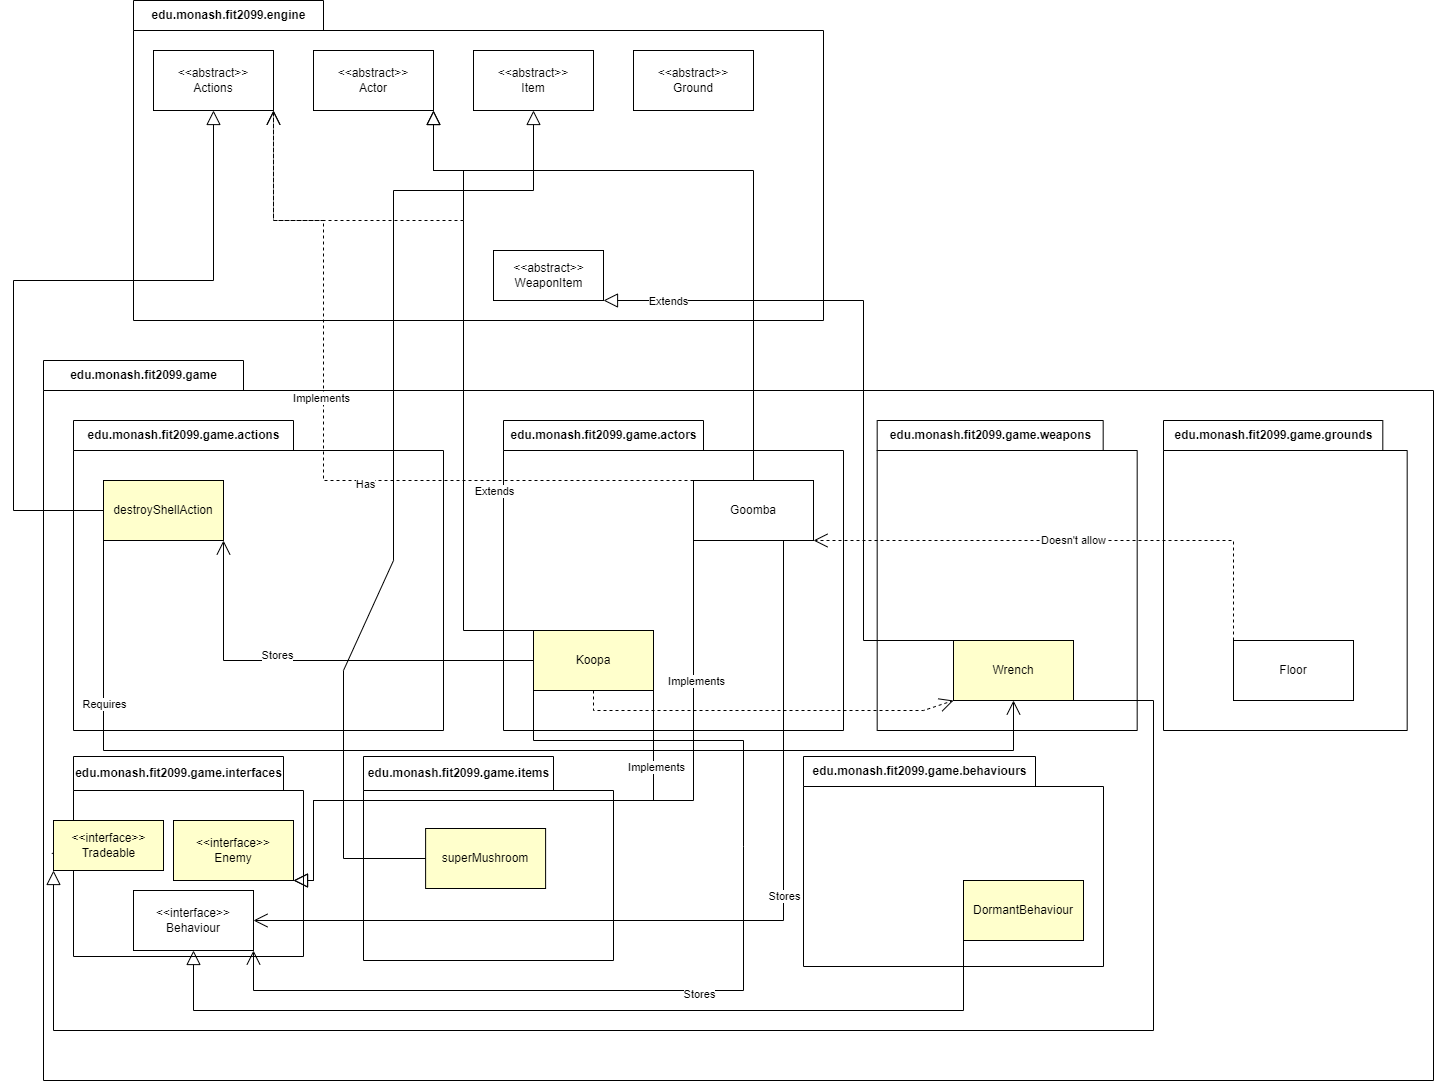 edu.monash.fit2099.engine
<<abstract>>
Actions
<<abstract>>
Actor
<<abstract>>
Item
<<abstract>>
Ground
<<abstract>>
WeaponItem
Extends
edu.monash.fit2099.game
Implements
edu.monash.fit2099.game.actions
edu.monash.fit2099.game.actors
edu.monash.fit2099.game.weapons
edu.monash.fit2099.game.grounds
Has
Extends
destroyShellAction
Goomba
Doesn't allow
Stores
Koopa
Implements
Wrench
Floor
Requires
Implements
edu.monash.fit2099.game.interfaces
edu.monash.fit2099.game.items
edu.monash.fit2099.game.behaviours
<<interface>>
Tradeable
<<interface>>
Enemy
superMushroom
Stores
<<interface>>
Behaviour
DormantBehaviour
Stores